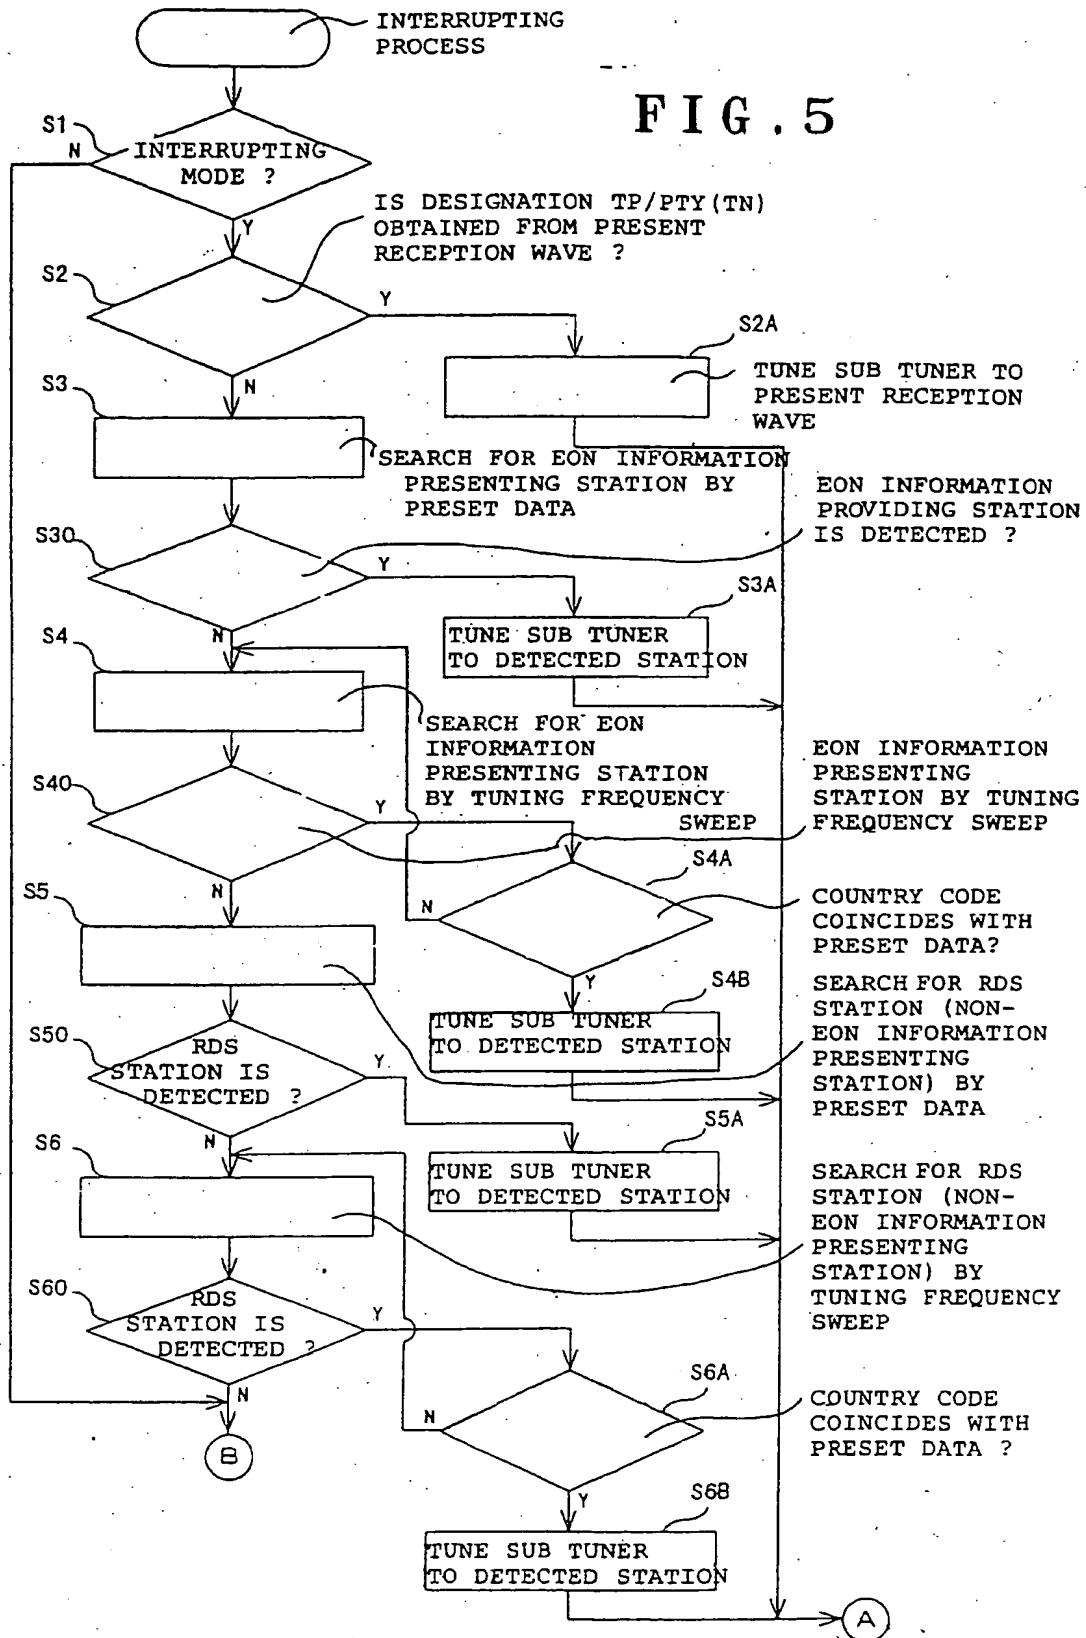 INTERRUPTING
PROCESS
FIG.5
S1
N
INTERRUPTING
MODE ?
Y
IS DESIGNATION TP/PTY(TN)
OBTAINED FROM PRESENT
RECEPTION WAVE ?
S2
Y
N
S2A
TUNE SUB TUNER TO
PRESENT RECEPTION
WAVE
S3
SEARCH FOR EON INFORMATION
PRESENTING STATION BY
PRESET DATA
EON INFORMATION
PROVIDING STATION
IS DETECTED ?
S30
Y
N
S3A
TUNE SUB TUNER
TO DETECTED STATION
S4
SEARCH FOR EON
INFORMATION
PRESENTING STATION
BY TUNING FREQUENCY
SWEEP
EON INFORMATION
PRESENTING
STATION BY TUNING
FREQUENCY SWEEP
S40
Y
N
S4A
N
COUNTRY CODE
COINCIDES WITH
PRESET DATA?
Y
S5
S4B
TUNE SUB TUNER
TO DETECTED STATION
SEARCH FOR RDS
STATION (NON-
EON INFORMATION
PRESENTING
STATION) BY
PRESET DATA
S50
RDS
STATION IS
DETECTED ?
Y
N
S5A
TUNE SUB TUNER
TO DETECTED STATION
S6
SEARCH FOR RDS
STATION (NON-
EON INFORMATION
PRESENTING
STATION) BY
TUNING FREQUENCY
SWEEP
S60
RDS
STATION IS
DETECTED ?
Y
N
S6A
N
COUNTRY CODE
COINCIDES WITH
PRESET DATA ?
Y
B
S6B
TUNE SUB TUNER
TO DETECTED STATION
A